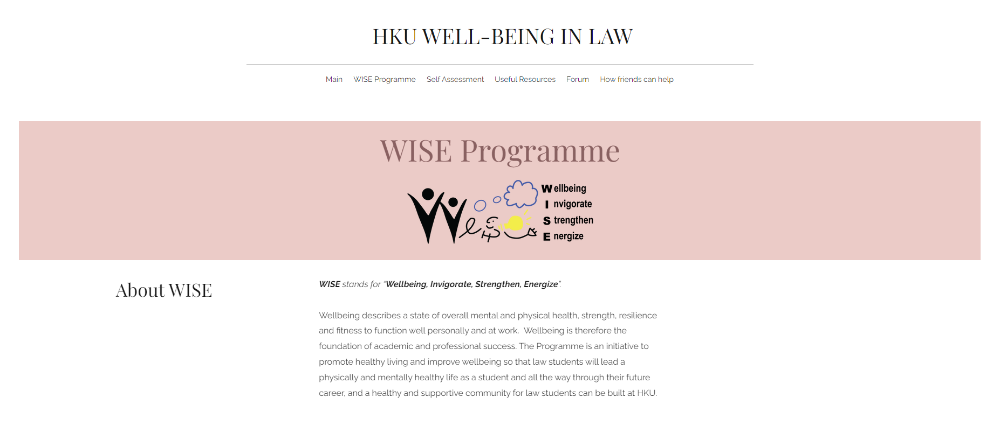 HKU WELL-BEING IN LAW
Main WISE Programme Self Assessment Useful Resources Forum How friends can help
WISE Programme
Wellbeing
Invigorate
Strengthen
Energize
About WISE
WISE stands for “Wellbeing, Invigorate, Strengthen, Energize”.
Wellbeing describes a state of overall mental and physical health, strength, resilience
and fitness to function well personally and at work.  Wellbeing is therefore the
foundation of academic and professional success. The Programme is an initiative to
promote healthy living and improve wellbeing so that law students will lead a
physically and mentally healthy life as a student and all the way through their future
career, and a healthy and supportive community for law students can be built at HKU.